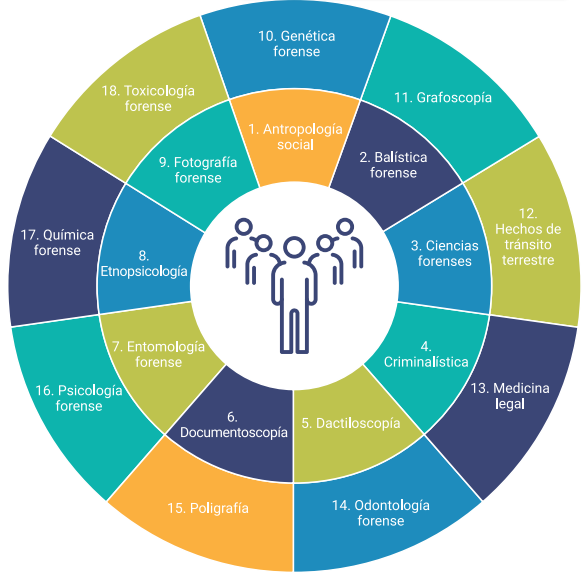 1. Antropología
social
2. Balística
forense
3. Ciencias
forenses
4.
Criminalística
5. Dactiloscopía
6.
Documentoscopía
7. Entomología
forense
8.
Etnopsicología
9. Fotografía
forense
10. Genética
forense
11. Grafoscopía
12.
Hechos de
tránsito
terrestre
13. Medicina
legal
14. Odontología
forense
15. Poligrafía
16. Psicología
forense
17. Química
forense
18. Toxicología
forense